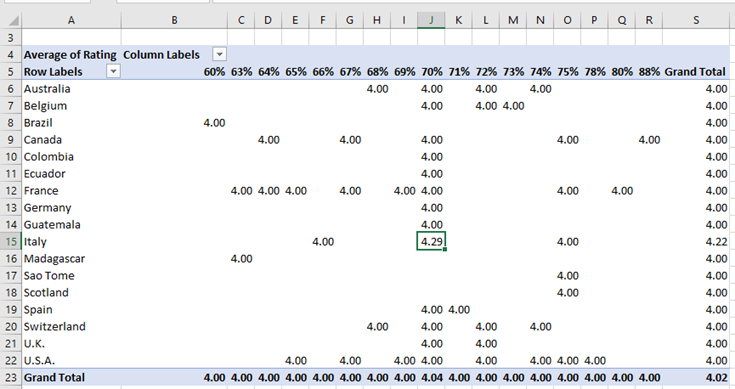 A B C D E F G H I J K L M N O P Q R S
3
4 Average of Rating Column Labels
5 Row Labels 60% 63% 64% 65% 66% 67% 68% 69% 70% 71% 72% 73% 74% 75% 78% 80% 88% Grand Total
6 Australia 4.00 4.00 4.00 4.00 4.00
7 Belgium 4.00 4.00 4.00 4.00
8 Brazil 4.00 4.00
9 Canada 4.00 4.00 4.00 4.00 4.00 4.00
10 Colombia 4.00 4.00
11 Ecuador 4.00 4.00
12 France 4.00 4.00 4.00 4.00 4.00 4.00 4.00 4.00 4.00
13 Germany 4.00 4.00
14 Guatemala 4.00 4.00
15 Italy 4.00 4.29 4.00 4.22
16 Madagascar 4.00 4.00
17 Sao Tome 4.00 4.00
18 Scotland 4.00 4.00
19 Spain 4.00 4.00 4.00
20 Switzerland 4.00 4.00 4.00 4.00 4.00
21 U.K. 4.00 4.00 4.00
22 U.S.A. 4.00 4.00 4.00 4.00 4.00 4.00 4.00 4.00 4.00
23 Grand Total 4.00 4.00 4.00 4.00 4.00 4.00 4.00 4.00 4.04 4.00 4.00 4.00 4.00 4.00 4.00 4.00 4.00 4.02